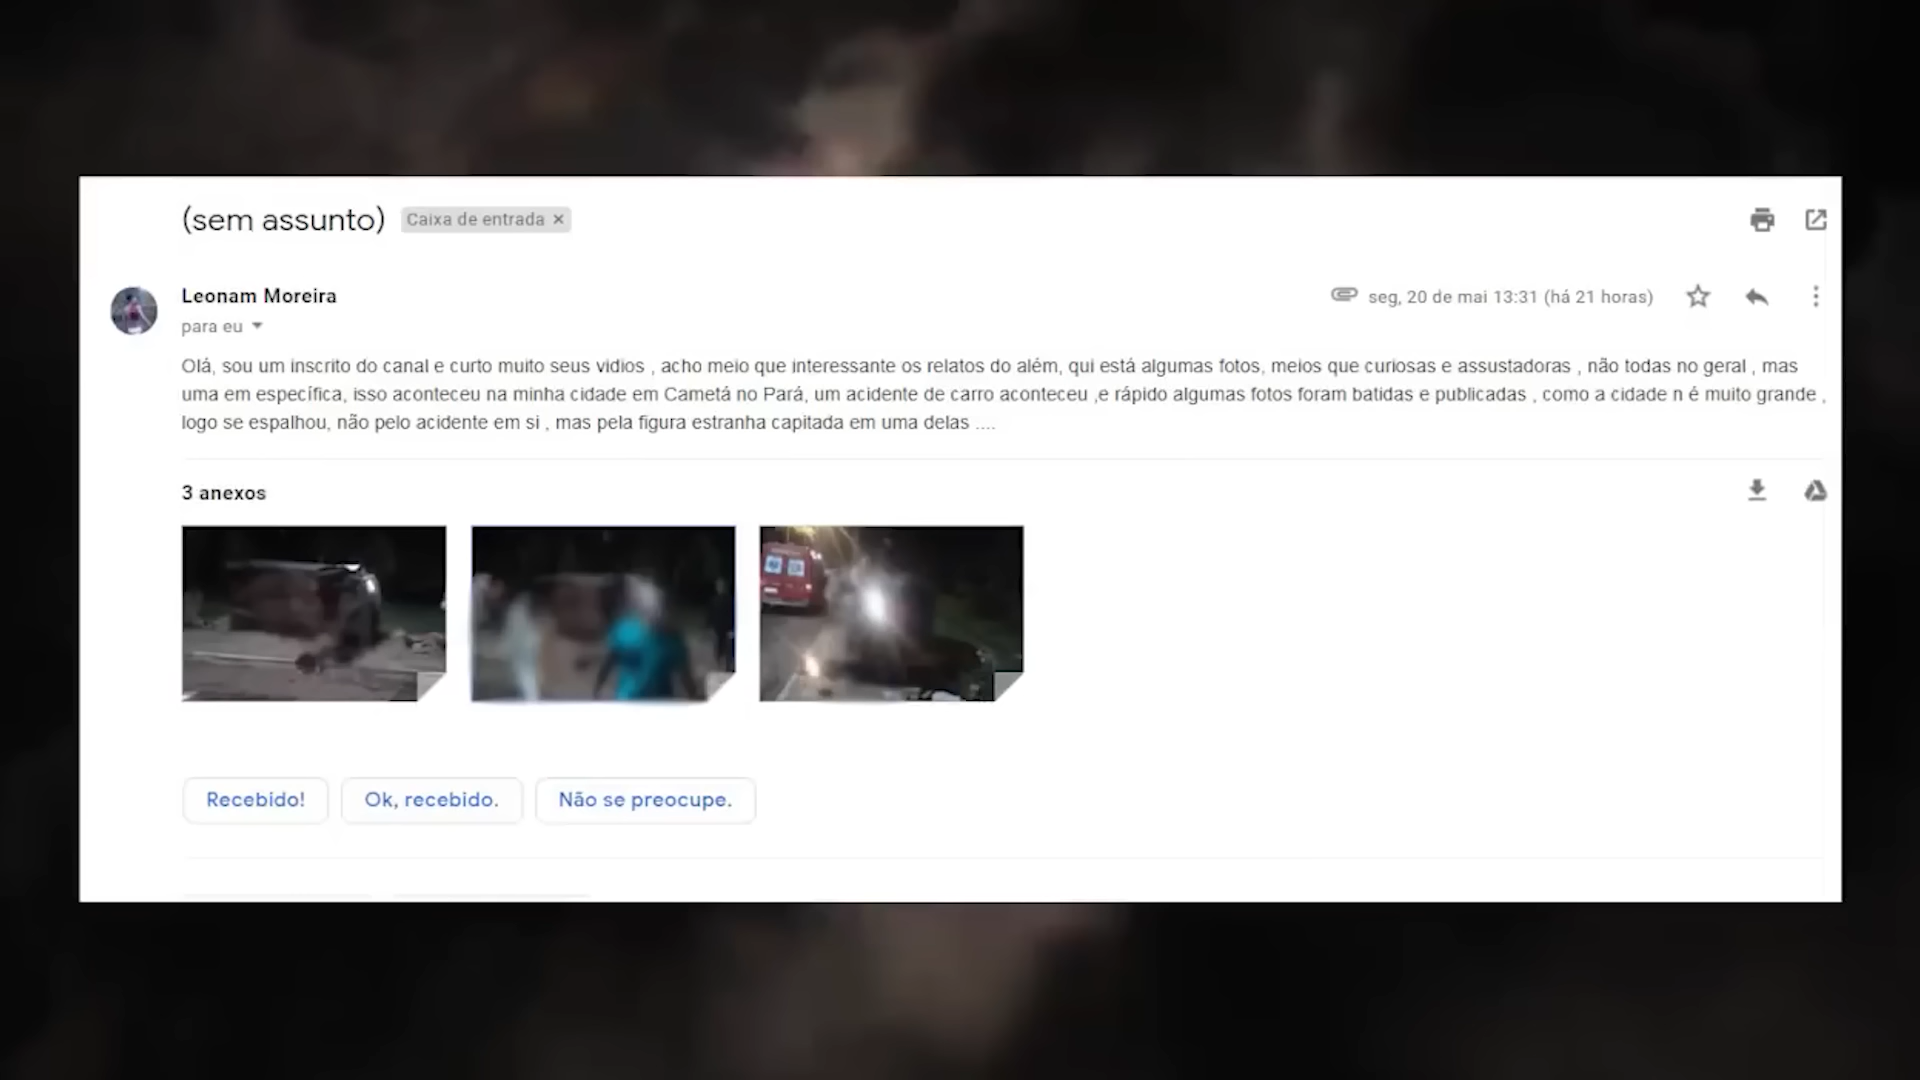 (sem assunto) Caixa de entrada ×
Leonam Moreira
seg, 20 de mai 13:31 (há 21 horas)
para eu
Olá, sou um inscrito do canal e curto muito seus vidios , acho meio que interessante os relatos do além, qui está algumas fotos, meios que curiosas e assustadoras , não todas no geral , mas
uma em específica, isso aconteceu na minha cidade em Cametá no Pará, um acidente de carro aconteceu ,e rápido algumas fotos foram batidas e publicadas , como a cidade n é muito grande ,
logo se espalhou, não pelo acidente em si , mas pela figura estranha capitada em uma delas ....
3 anexos
Recebido!
Ok, recebido.
Não se preocupe.